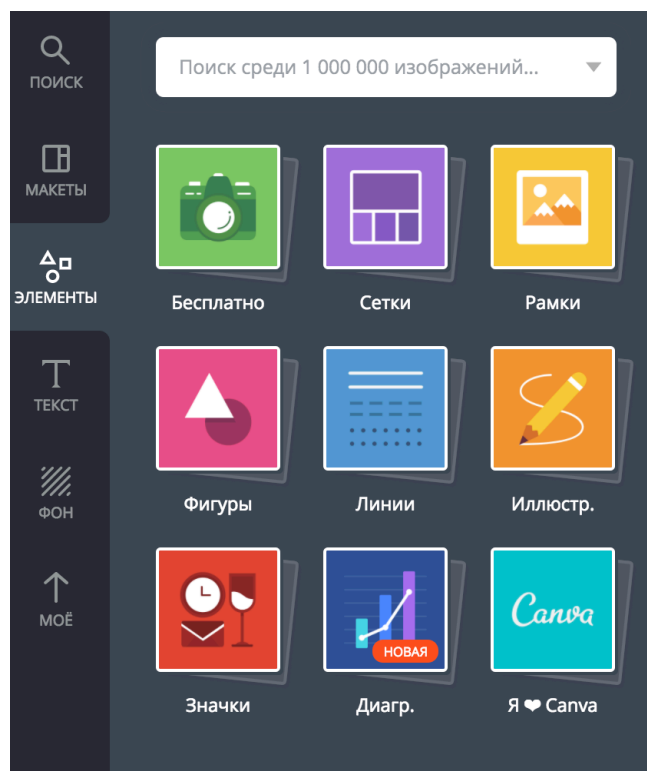 ПОИСК
МАКЕТЫ
ЭЛЕМЕНТЫ
ТЕКСТ
ФОН
МОЁ
Поиск среди 1 000 000 изображений...
Бесплатно
Сетки
Рамки
Фигуры
Линии
Иллюстр.
Значки
НОВАЯ
Диагр.
Canva
Я ❤ Canva